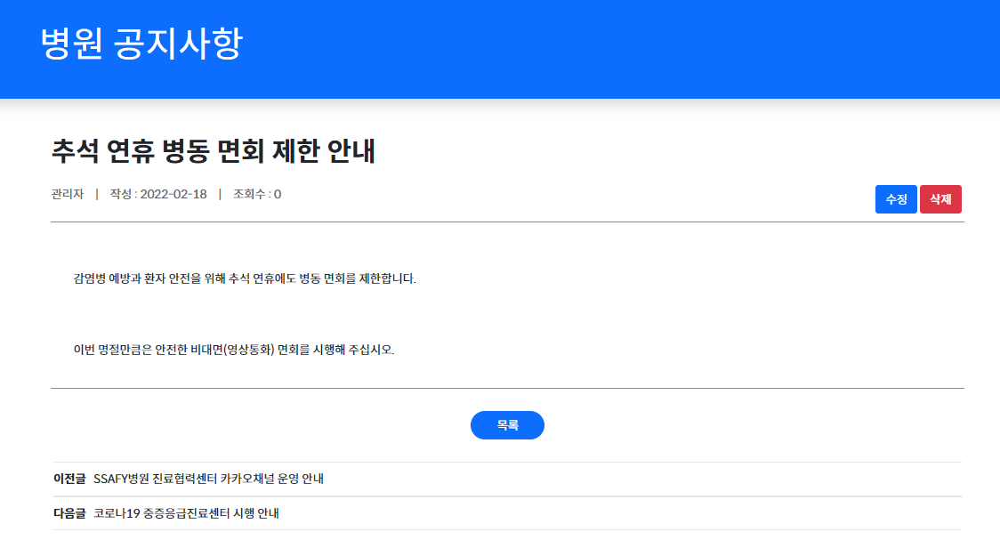 병원 공지사항
추석 연휴 병동 면회 제한 안내
관리자 | 작성 : 2022-02-18 | 조회수 : 0
수정 삭제
감염병 예방과 환자 안전을 위해 추석 연휴에도 병동 면회를 제한합니다.
이번 명절만큼은 안전한 비대면(영상통화) 면회를 시행해 주십시오.
목록
이전글 SSAFY병원 진료협력센터 카카오채널 운영 안내
다음글 코로나19 중증응급진료센터 시행 안내